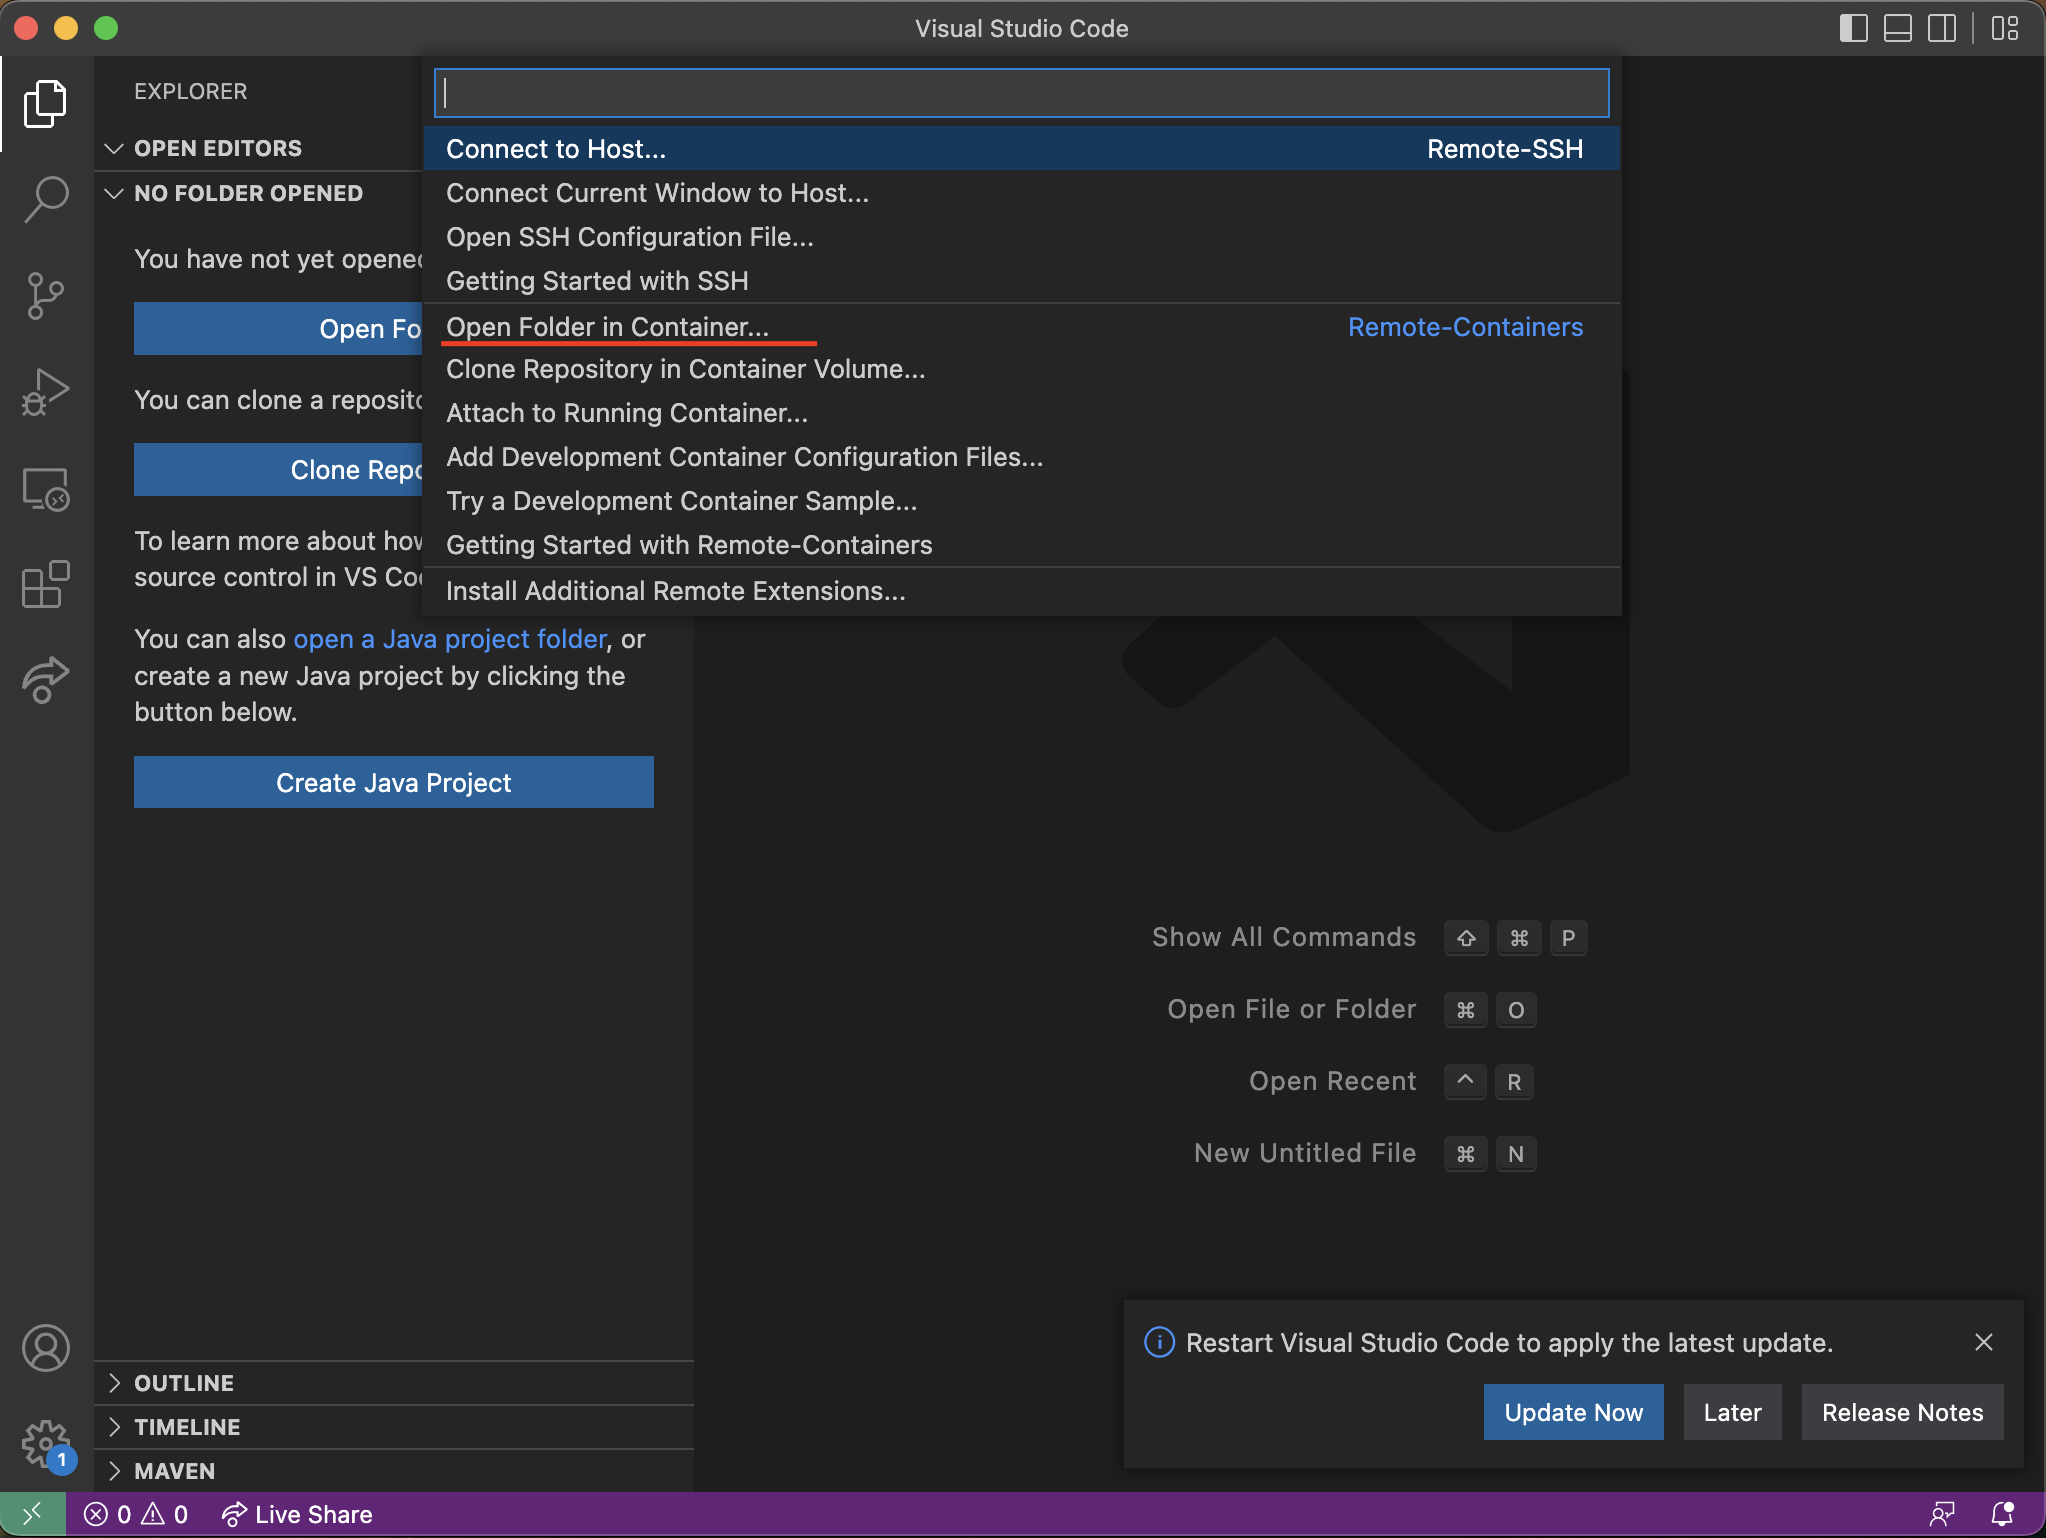 Visual Studio Code
EXPLORER
OPEN EDITORS
NO FOLDER OPENED
You have not yet opened
Open Fo
You can clone a reposito
Clone Repo
To learn more about how
source control in VS Co
You can also open a Java project folder, or
create a new Java project by clicking the
button below.
Create Java Project
OUTLINE
TIMELINE
MAVEN
Connect to Host...
Remote-SSH
Connect Current Window to Host...
Open SSH Configuration File...
Getting Started with SSH
Open Folder in Container...
Remote-Containers
Clone Repository in Container Volume...
Attach to Running Container...
Add Development Container Configuration Files...
Try a Development Container Sample...
Getting Started with Remote-Containers
Install Additional Remote Extensions...
Show All Commands ⇧ ⌘ P
Open File or Folder ⌘ O
Open Recent ^ R
New Untitled File ⌘ N
Restart Visual Studio Code to apply the latest update.
Update Now
Later
Release Notes
1
0 0 Live Share